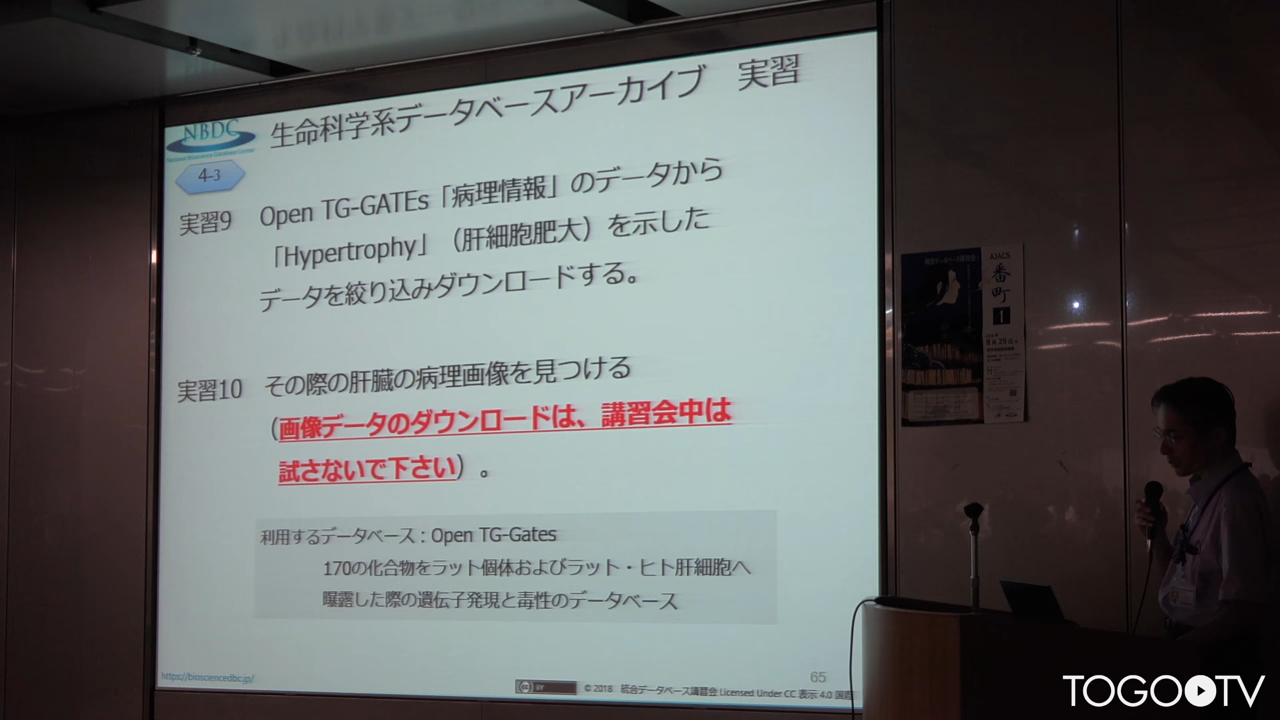 NBDC
National Bioscience Database Center
生命科学系データベースアーカイブ 実習
4-3
実習9 Open TG-GATEs「病理情報」のデータから
「Hypertrophy」（肝細胞肥大）を示した
データを絞り込みダウンロードする。
実習10 その際の肝臓の病理画像を見つける
（画像データのダウンロードは、講習会中は
試さないで下さい）。
利用するデータベース：Open TG-Gates
170の化合物をラット個体およびラット・ヒト肝細胞へ
曝露した際の遺伝子発現と毒性のデータベース
https://biosciencedbc.jp/
cc BY
© 2018 統合データベース講習会 Licensed Under CC 表示 4.0 国際
65
AJACS
番町
1
TOGO TV